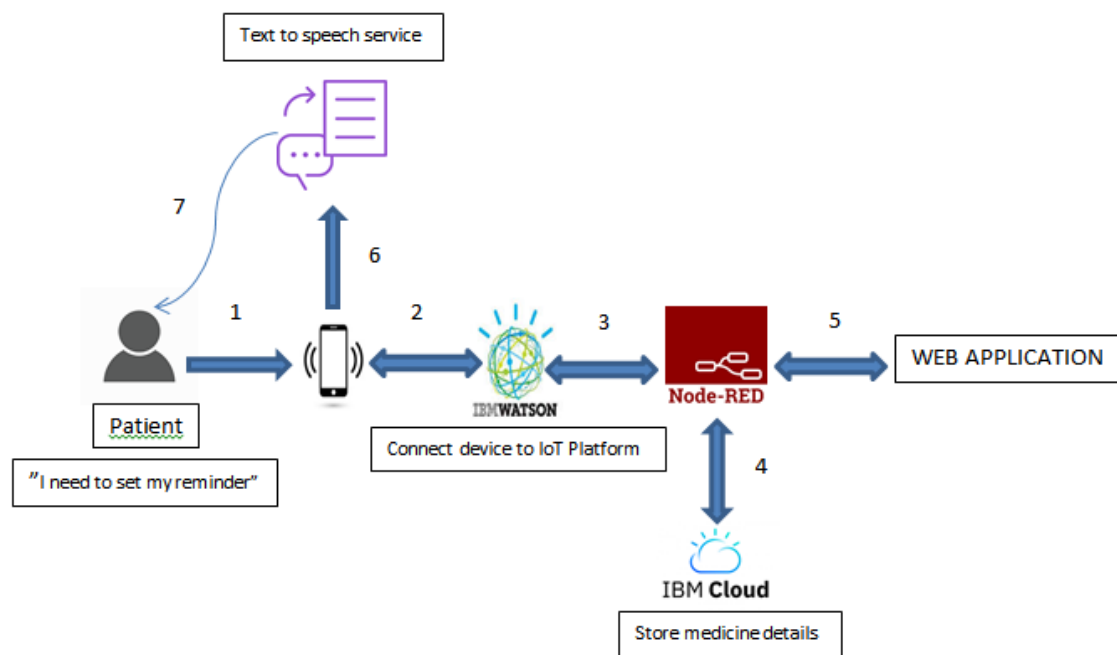 Text to speech service
7
6
1
2
3
5
WEB APPLICATION
IBMWATSON
Node-RED
Patient
Connect device to IoT Platform
"I need to set my reminder"
4
IBM Cloud
Store medicine details